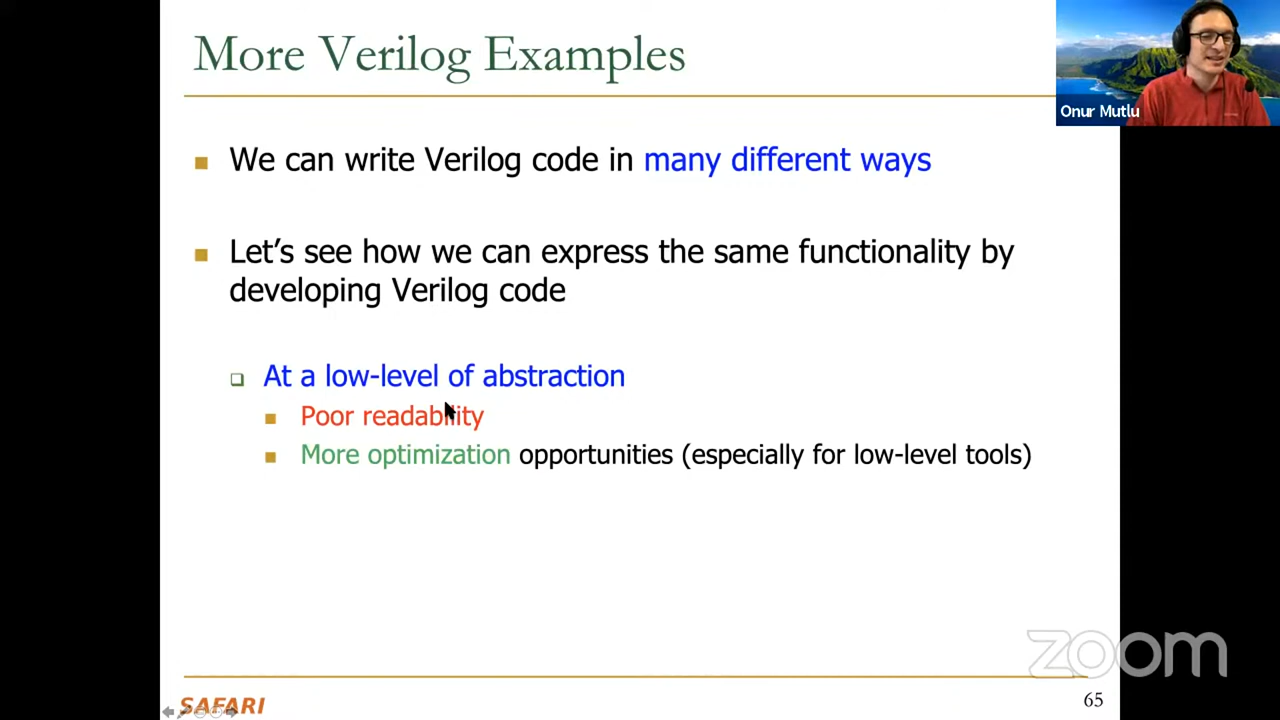 More Verilog Examples
Onur Mutlu
We can write Verilog code in many different ways
Let's see how we can express the same functionality by
developing Verilog code
At a low-level of abstraction
Poor readability
More optimization opportunities (especially for low-level tools)
zoom
SAFARI
65